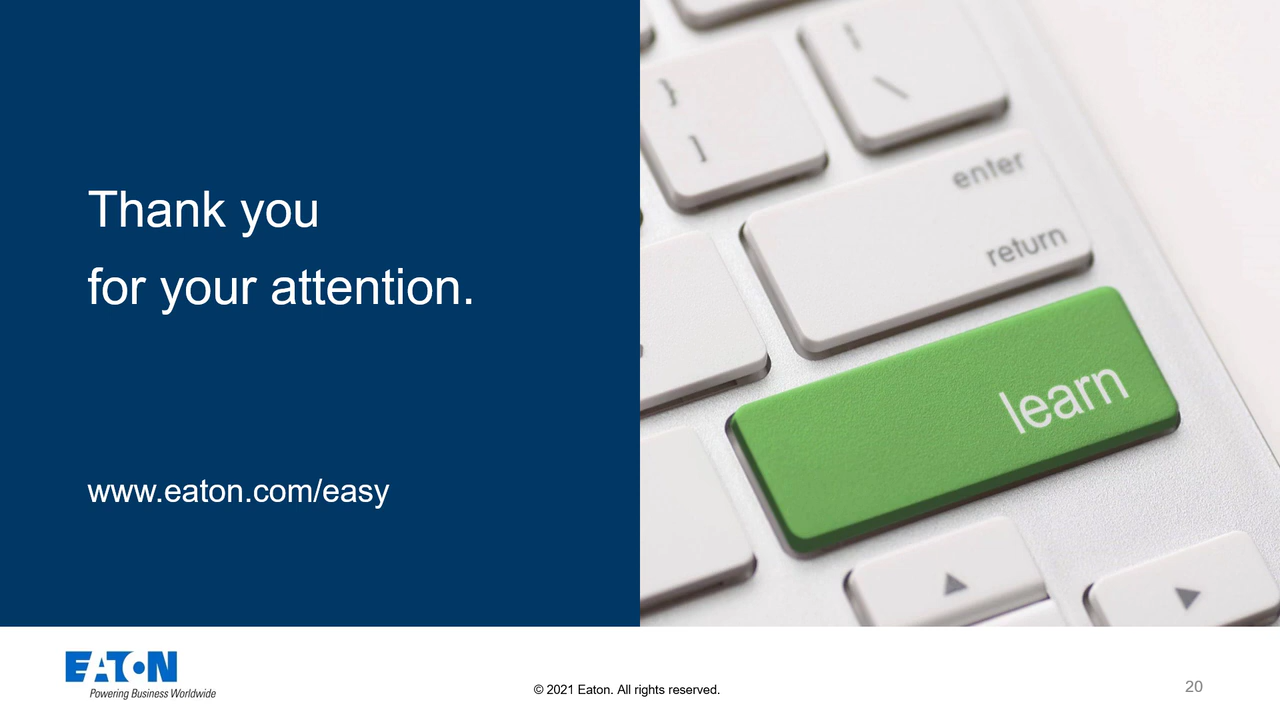 Thank you
for your attention.
www.eaton.com/easy
}
]
|
\
enter
return
learn
▲
▶
EATON
Powering Business Worldwide
© 2021 Eaton. All rights reserved.
20